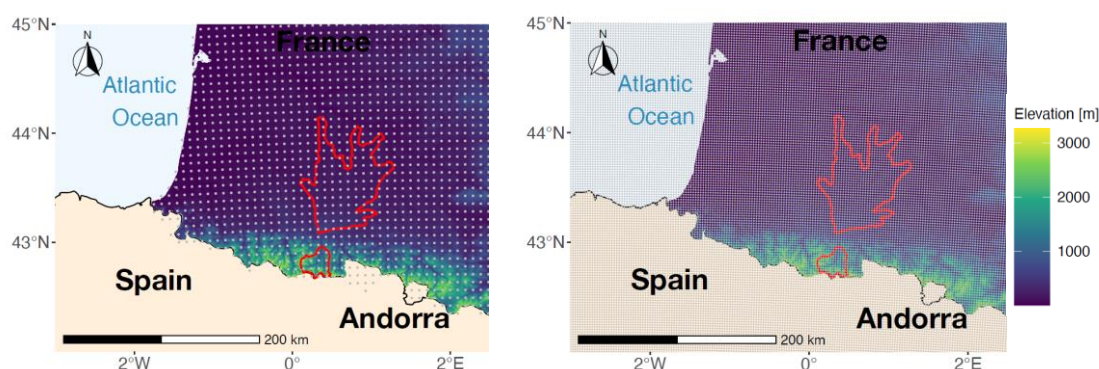 45°N
44°N
43°N
N
Atlantic
Ocean
France
Spain
Andorra
200 km
2°W
0°
2°E
45°N
44°N
43°N
N
Atlantic
Ocean
France
Spain
Andorra
200 km
2°W
0°
2°E
Elevation [m]
3000
2000
1000